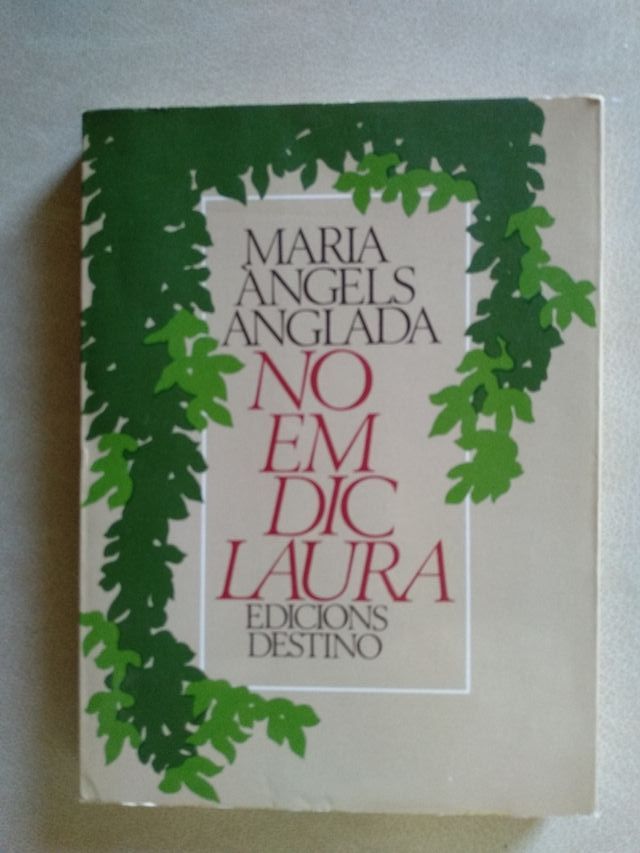 MARIA
ÀNGELS
ANGLADA
NO
EM
DIC
LAURA
EDICIONS
DESTINO